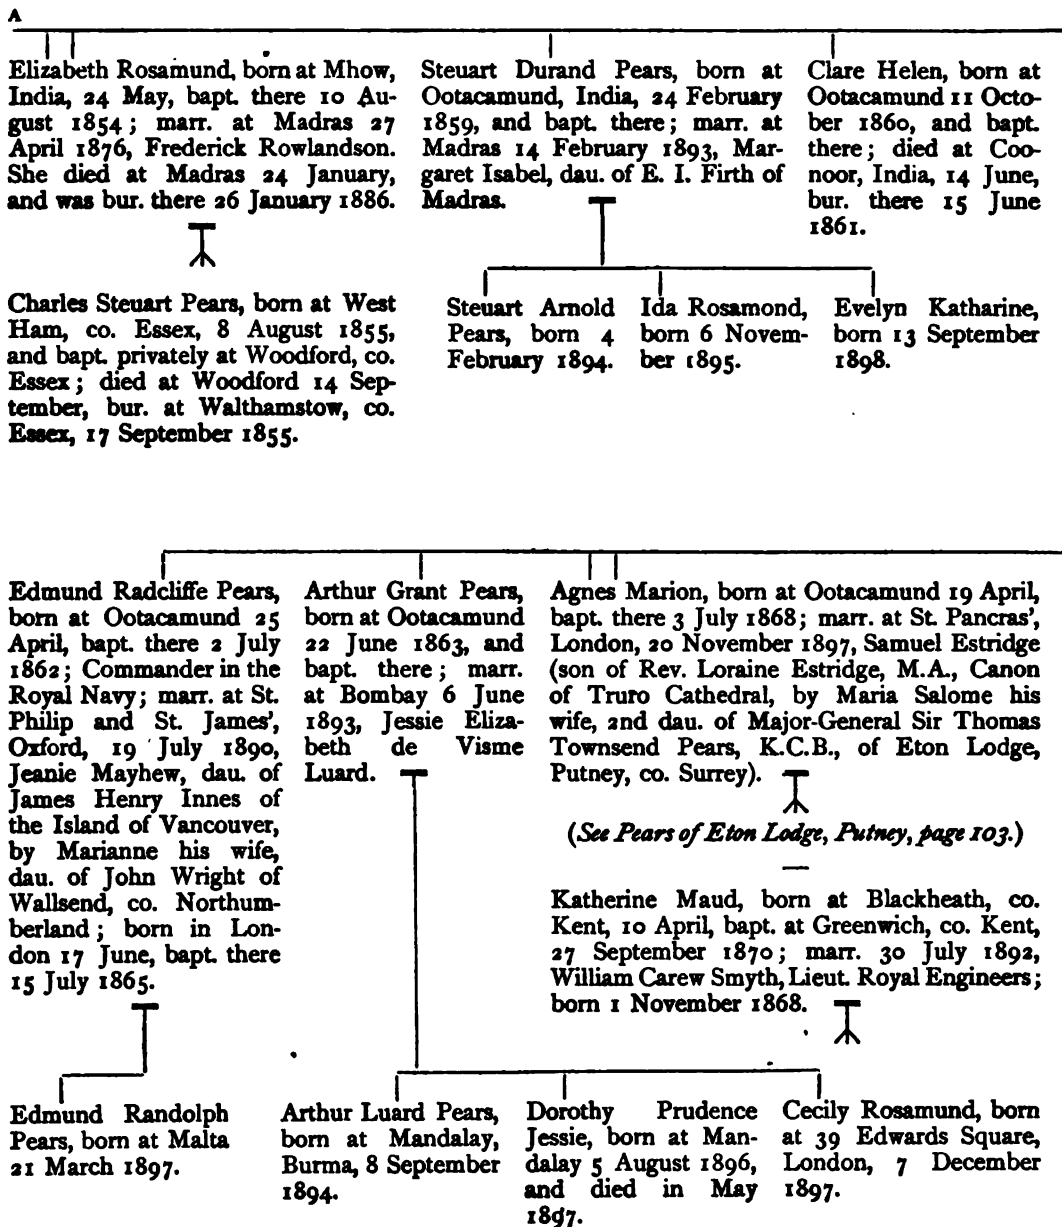 A
Elizabeth Rosamund, born at Mhow,
India, 24 May, bapt. there 10 Au-
gust 1854; marr. at Madras 27
April 1876, Frederick Rowlandson.
She died at Madras 24 January,
and was bur. there 26 January 1886.
Charles Steuart Pears, born at West
Ham, co. Essex, 8 August 1855,
and bapt. privately at Woodford, co.
Essex; died at Woodford 14 Sep-
tember, bur. at Walthamstow, co.
Essex, 17 September 1855.
Steuart Durand Pears, born at
Ootacamund, India, 24 February
1859, and bapt. there; marr. at
Madras 14 February 1893, Mar-
garet Isabel, dau. of E. I. Firth of
Madras.
Clare Helen, born at
Ootacamund 11 Octo-
ber 1860, and bapt.
there; died at Coo-
noor, India, 14 June,
bur. there 15 June
1861.
Steuart Arnold
Pears, born 4
February 1894.
Ida Rosamond,
born 6 Novem-
ber 1895.
Evelyn Katharine,
born 13 September
1898.
Edmund Radcliffe Pears,
born at Ootacamund 25
April, bapt. there 2 July
1862; Commander in the
Royal Navy; marr. at St.
Philip and St. James',
Oxford, 19 July 1890,
Jeanie Mayhew, dau. of
James Henry Innes of
the Island of Vancouver,
by Marianne his wife,
dau. of John Wright of
Wallsend, co. Northum-
berland; born in Lon-
don 17 June, bapt. there
15 July 1865.
Arthur Grant Pears,
born at Ootacamund
22 June 1863, and
bapt. there; marr.
at Bombay 6 June
1893, Jessie Eliza-
beth de Visme
Luard.
Agnes Marion, born at Ootacamund 19 April,
bapt. there 3 July 1868; marr. at St. Pancras',
London, 20 November 1897, Samuel Estridge
(son of Rev. Loraine Estridge, M.A., Canon
of Truro Cathedral, by Maria Salome his
wife, 2nd dau. of Major-General Sir Thomas
Townsend Pears, K.C.B., of Eton Lodge,
Putney, co. Surrey).
(See Pears of Eton Lodge, Putney, page 103.)
Katherine Maud, born at Blackheath, co.
Kent, 10 April, bapt. at Greenwich, co. Kent,
27 September 1870; marr. 30 July 1892,
William Carew Smyth, Lieut. Royal Engineers;
born 1 November 1868.
Edmund Randolph
Pears, born at Malta
21 March 1897.
Arthur Luard Pears,
born at Mandalay,
Burma, 8 September
1894.
Dorothy Prudence
Jessie, born at Man-
dalay 5 August 1896,
and died in May
1897.
Cecily Rosamund, born
at 39 Edwards Square,
London, 7 December
1897.